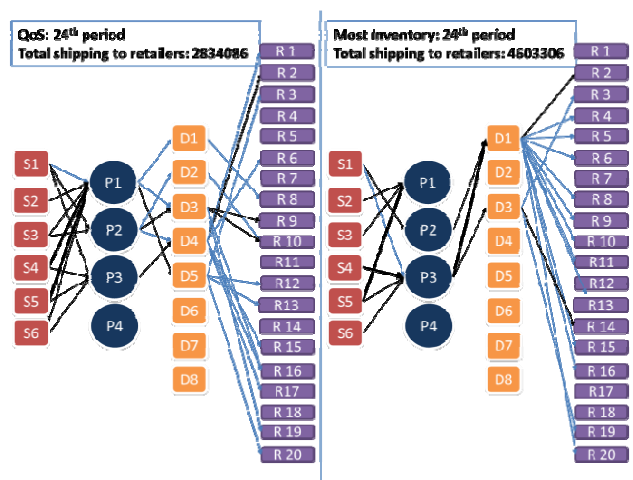 QoS: 24th period
Total shipping to retailers: 2834086
R 1
R 2
R 3
R 4
R 5
R 6
R 7
R 8
R 9
R 10
R11
R12
R13
R 14
R 15
R 16
R17
R 18
R 19
R 20
D1
D2
D3
D4
D5
D6
D7
D8
P1
P2
P3
P4
S1
S2
S3
S4
S5
S6
Most Inventory: 24th period
Total shipping to retailers: 4603306
R 1
R 2
R 3
R 4
R 5
R 6
R 7
R 8
R 9
R 10
R11
R12
R13
R 14
R 15
R 16
R17
R 18
R 19
R 20
D1
D2
D3
D4
D5
D6
D7
D8
P1
P2
P3
P4
S1
S2
S3
S4
S5
S6